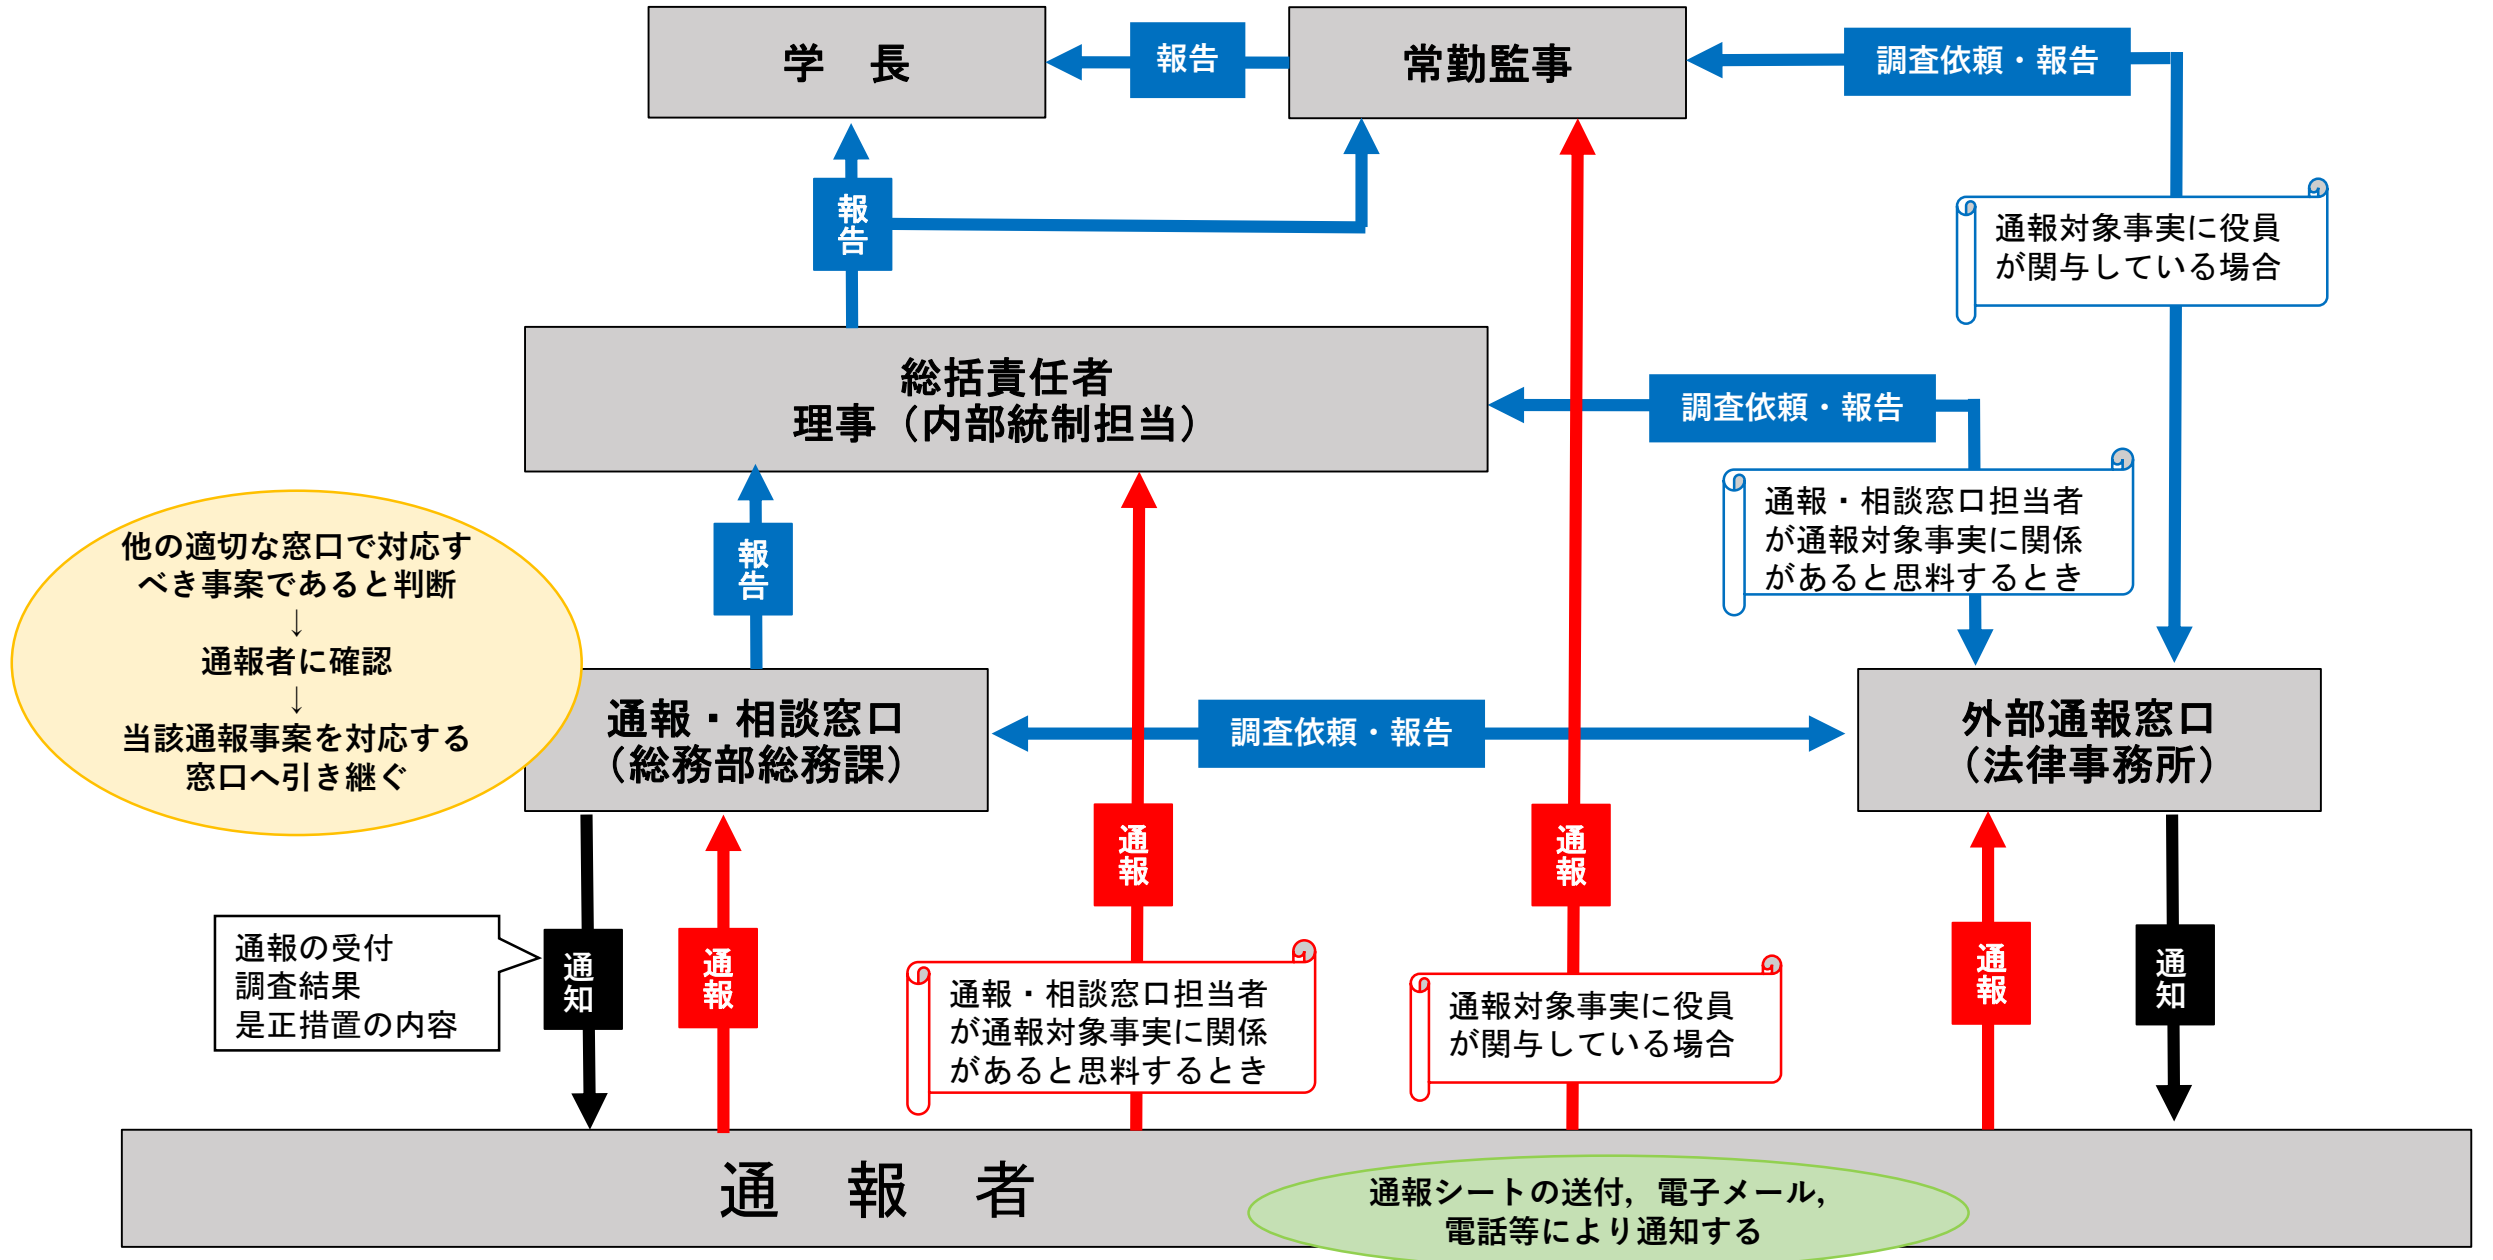 学　長
報告
常勤監事
調査依頼・報告
報告
通報対象事実に役員
が関与している場合
総括責任者
理事（内部統制担当）
調査依頼・報告
通報・相談窓口担当者
が通報対象事実に関係
があると思料するとき
他の適切な窓口で対応す
べき事案であると判断
↓
通報者に確認
↓
当該通報事案を対応する
窓口へ引き継ぐ
報告
通報・相談窓口
（総務部総務課）
調査依頼・報告
外部通報窓口
（法律事務所）
通報
通報
通報の受付
調査結果
是正措置の内容
通知
通報
通報・相談窓口担当者
が通報対象事実に関係
があると思料するとき
通報対象事実に役員
が関与している場合
通報
通知
通　報　者
通報シートの送付，電子メール，
電話等により通知する